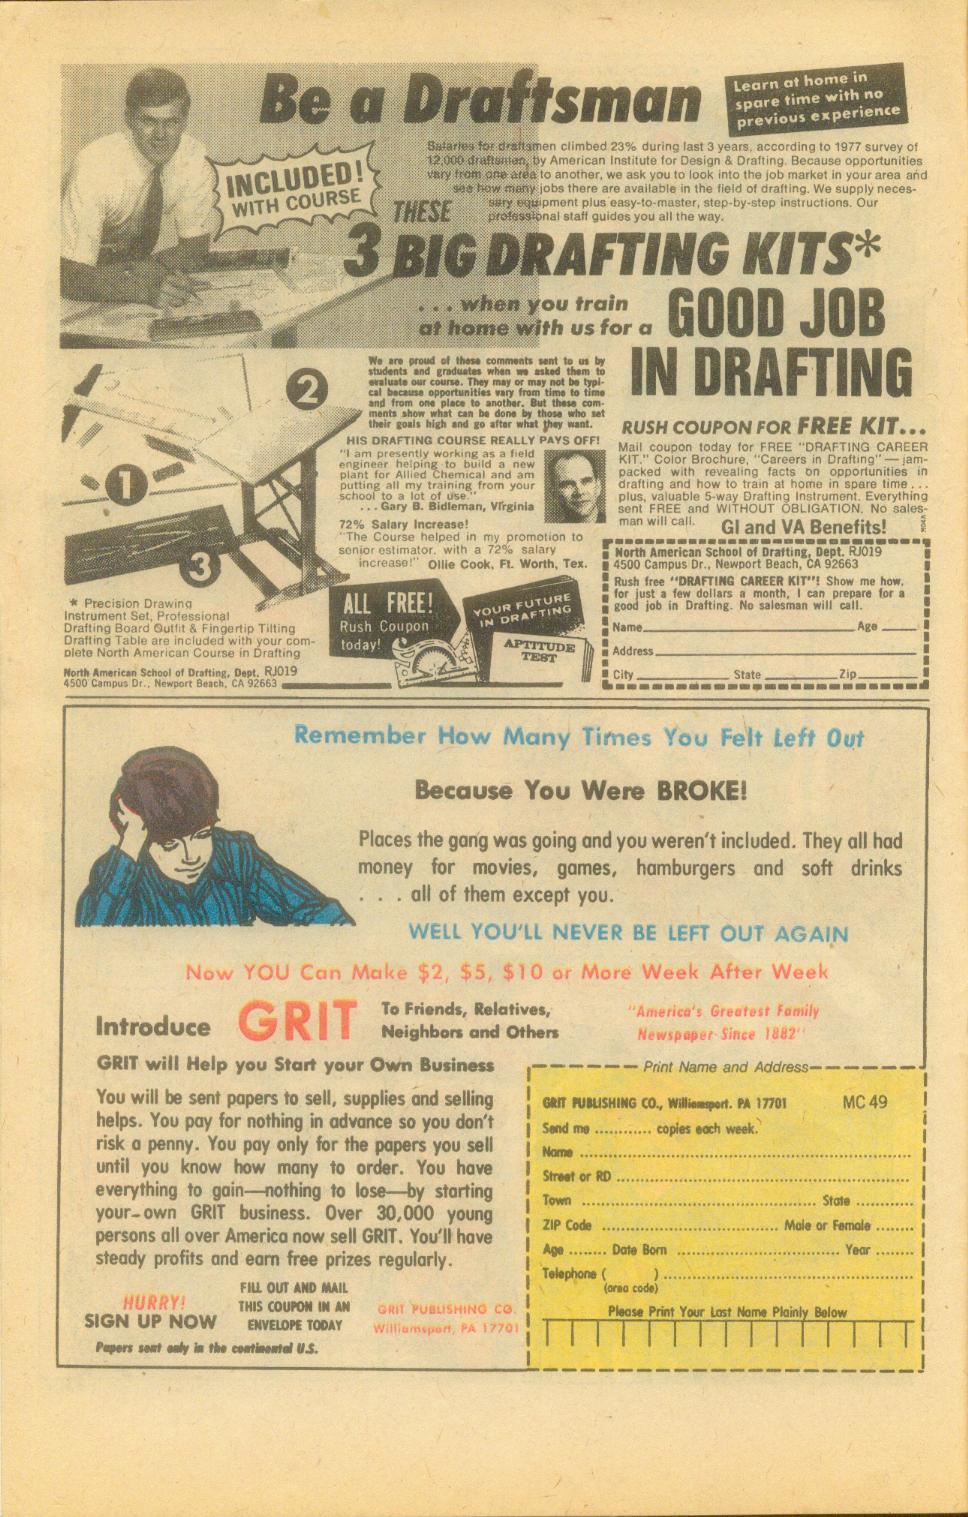 Be a Draftsman
Learn at home in
spare time with no
previous experience
INCLUDED!
WITH COURSE
Salaries for draftsmen climbed 23% during last 3 years, according to 1977 survey of
12,000 draftsmen, by American Institute for Design & Drafting. Because opportunities
vary from one area to another, we ask you to look into the job market in your area and
see how many jobs there are available in the field of drafting. We supply neces-
sary equipment plus easy-to-master, step-by-step instructions. Our
professional staff guides you all the way.
THESE
3 BIG DRAFTING KITS*
. . . when you train
at home with us for a
GOOD JOB
IN DRAFTING
2
1
3
We are proud of these comments sent to us by
students and graduates when we asked them to
evaluate our course. They may or may not be typi-
cal because opportunities vary from time to time
and from one place to another. But these com-
ments show what can be done by those who set
their goals high and go after what they want.
HIS DRAFTING COURSE REALLY PAYS OFF!
"I am presently working as a field
engineer helping to build a new
plant for Allied Chemical and am
putting all my training from your
school to a lot of use."
. . . Gary B. Bidleman, Virginia
72% Salary Increase!
"The Course helped in my promotion to
senior estimator, with a 72% salary
increase!" Ollie Cook, Ft. Worth, Tex.
* Precision Drawing
Instrument Set, Professional
Drafting Board Outfit & Fingertip Tilting
Drafting Table are included with your com-
plete North American Course in Drafting
North American School of Drafting, Dept. RJ019
4500 Campus Dr., Newport Beach, CA 92663
ALL FREE!
Rush Coupon
today!
YOUR FUTURE
IN DRAFTING
APTITUDE
TEST
RUSH COUPON FOR FREE KIT...
Mail coupon today for FREE "DRAFTING CAREER
KIT." Color Brochure, "Careers in Drafting" — jam-
packed with revealing facts on opportunities in
drafting and how to train at home in spare time . . .
plus, valuable 5-way Drafting Instrument. Everything
sent FREE and WITHOUT OBLIGATION. No sales-
man will call. GI and VA Benefits!
North American School of Drafting, Dept. RJ019
4500 Campus Dr., Newport Beach, CA 92663
Rush free "DRAFTING CAREER KIT"! Show me how,
for just a few dollars a month, I can prepare for a
good job in Drafting. No salesman will call.
Name Age
Address
City State Zip
Remember How Many Times You Felt Left Out
Because You Were BROKE!
Places the gang was going and you weren't included. They all had
money for movies, games, hamburgers and soft drinks
. . . all of them except you.
WELL YOU'LL NEVER BE LEFT OUT AGAIN
Now YOU Can Make $2, $5, $10 or More Week After Week
Introduce GRIT To Friends, Relatives,
Neighbors and Others
"America's Greatest Family
Newspaper Since 1882"
GRIT will Help you Start your Own Business
You will be sent papers to sell, supplies and selling
helps. You pay for nothing in advance so you don't
risk a penny. You pay only for the papers you sell
until you know how many to order. You have
everything to gain—nothing to lose—by starting
your own GRIT business. Over 30,000 young
persons all over America now sell GRIT. You'll have
steady profits and earn free prizes regularly.
HURRY!
SIGN UP NOW
FILL OUT AND MAIL
THIS COUPON IN AN
ENVELOPE TODAY
GRIT PUBLISHING CO.
Williamsport, PA 17701
Papers sent only in the continental U.S.
Print Name and Address
GRIT PUBLISHING CO., Williamsport. PA 17701 MC 49
Send me ............ copies each week.
Name
Street or RD
Town State
ZIP Code Male or Female
Age Date Born Year
Telephone ( )
(area code)
Please Print Your Last Name Plainly Below